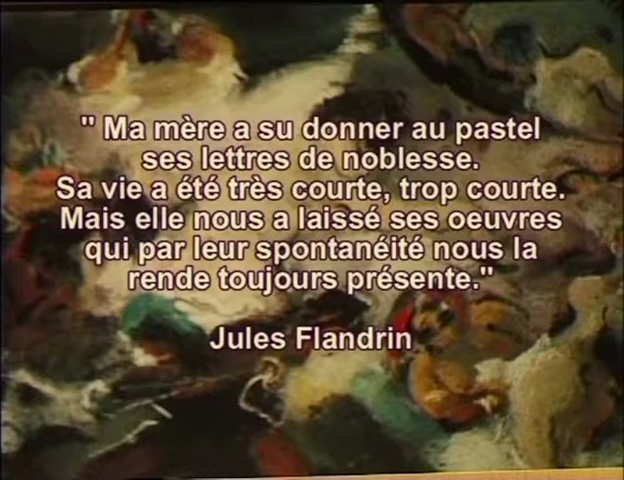 " Ma mère a su donner au pastel
ses lettres de noblesse.
Sa vie a été très courte, trop courte.
Mais elle nous a laissé ses oeuvres
qui par leur spontanéité nous la
rende toujours présente."
Jules Flandrin